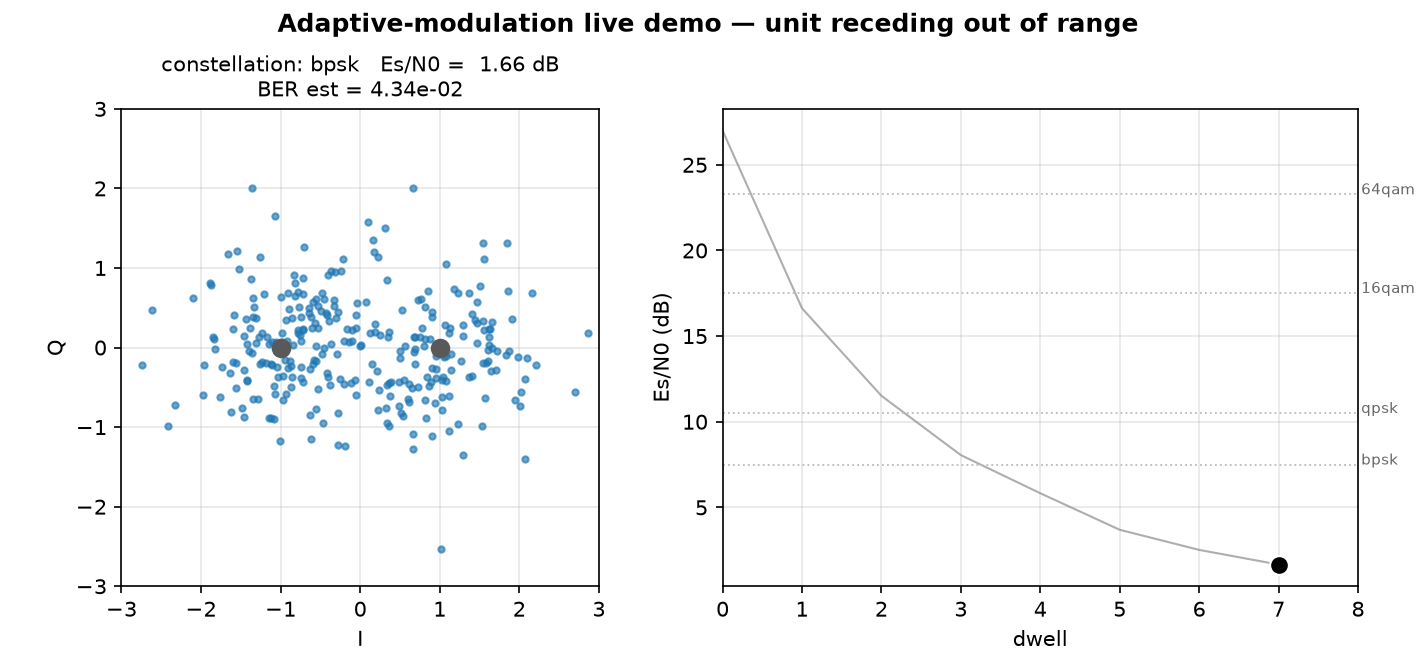 Adaptive-modulation live demo — unit receding out of range
constellation: bpsk   Es/N0 =  1.66 dB
BER est = 4.34e-02
3
2
1
0
−1
−2
−3
Q
−3
−2
−1
0
1
2
3
I
25
20
15
10
5
Es/N0 (dB)
64qam
16qam
qpsk
bpsk
0
1
2
3
4
5
6
7
8
dwell